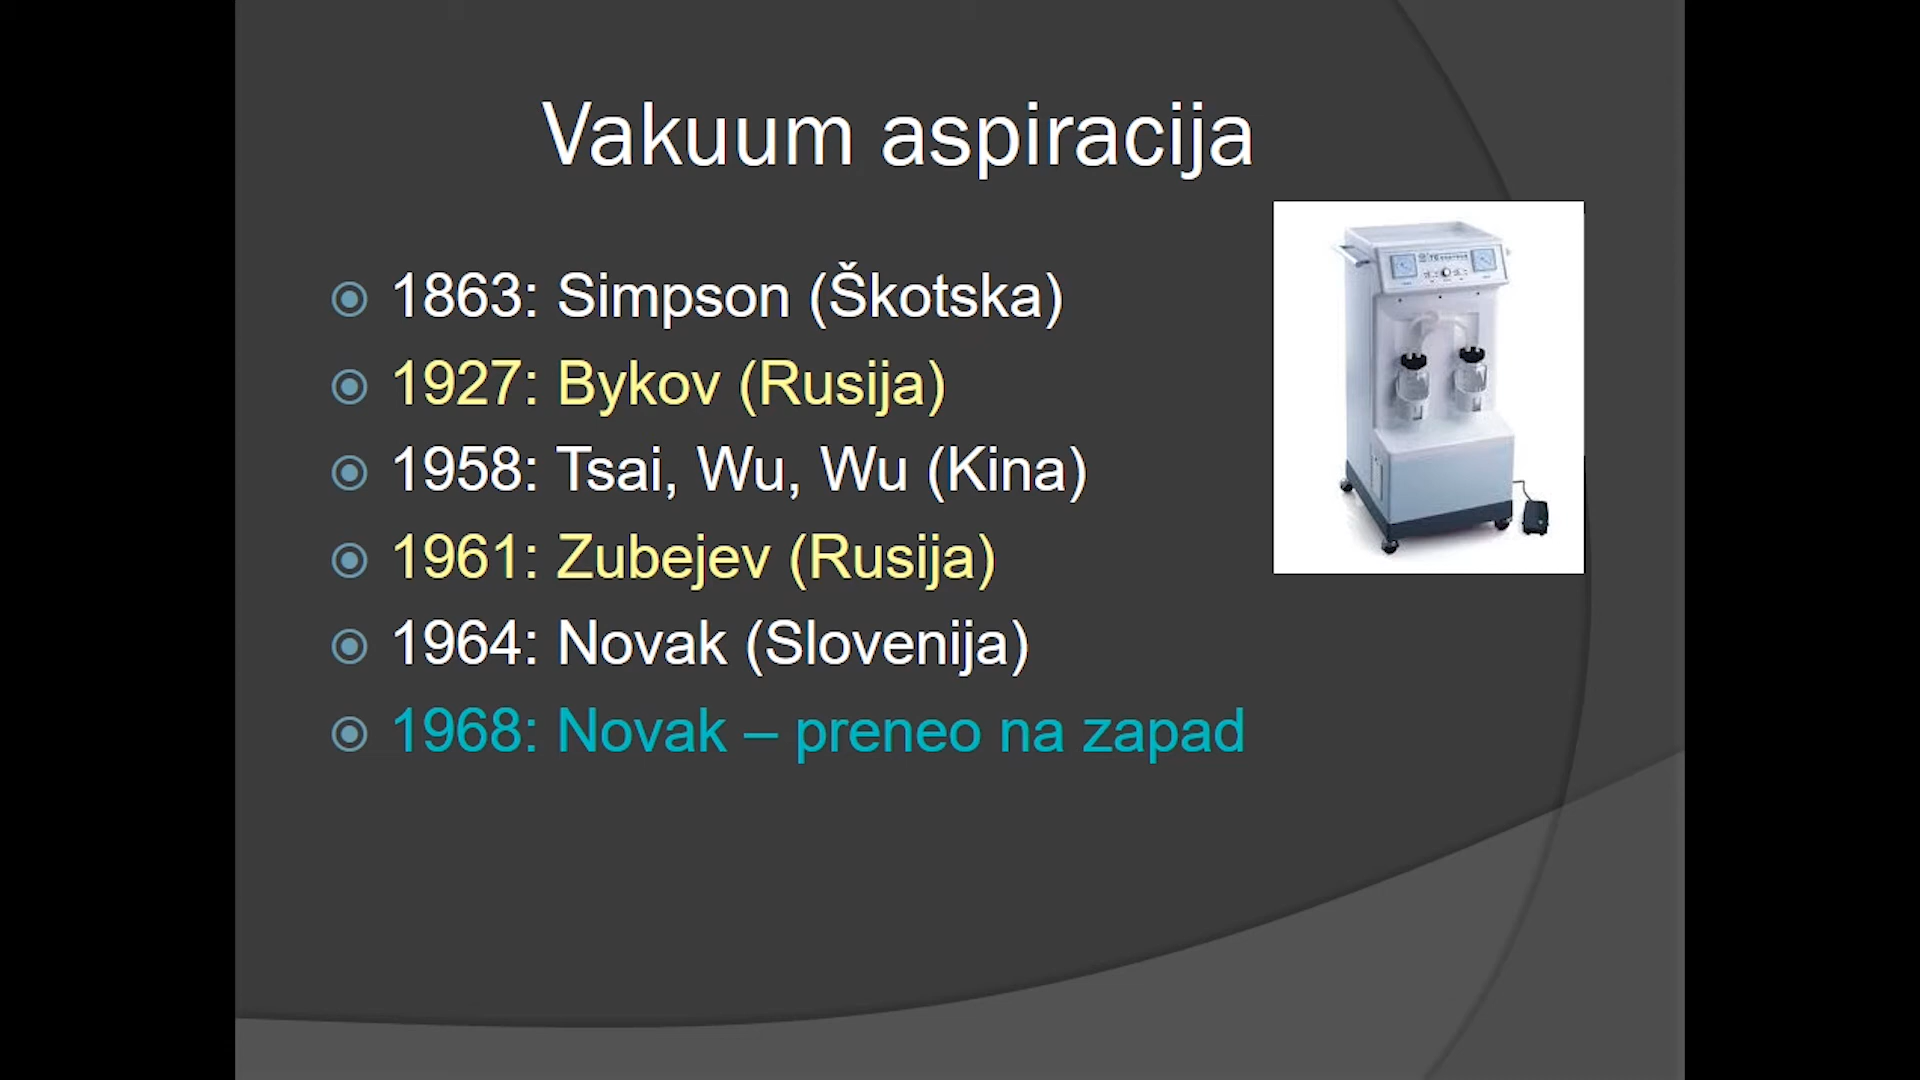 Vakuum aspiracija
1863: Simpson (Škotska)
1927: Bykov (Rusija)
1958: Tsai, Wu, Wu (Kina)
1961: Zubejev (Rusija)
1964: Novak (Slovenija)
1968: Novak – preneo na zapad